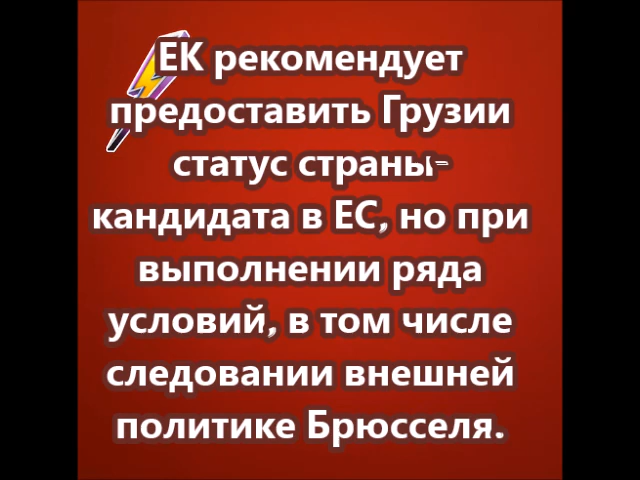 ЕК рекомендует
предоставить Грузии
статус страны-
кандидата в ЕС, но при
выполнении ряда
условий, в том числе
следовании внешней
политике Брюсселя.